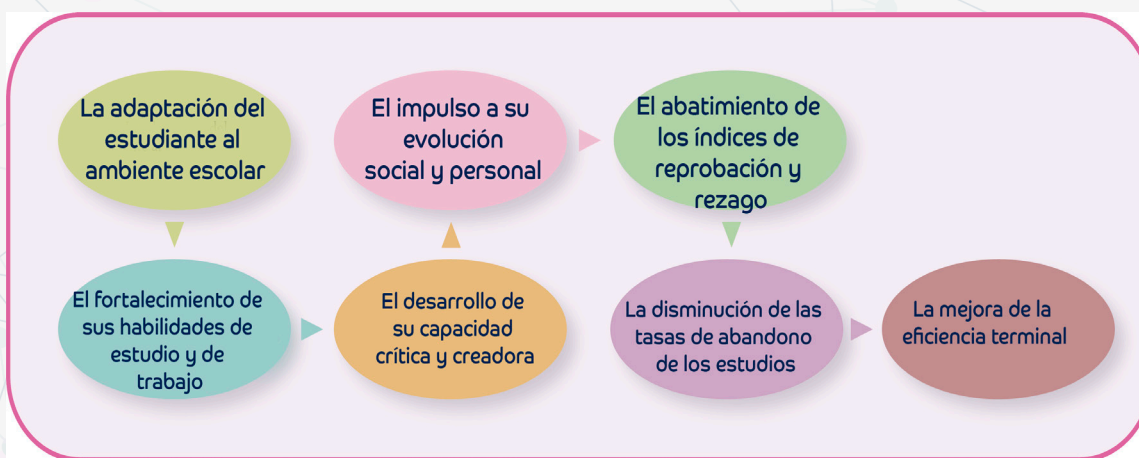 La adaptación del
estudiante al
ambiente escolar
El fortalecimiento de
sus habilidades de
estudio y de
trabajo
El desarrollo de
su capacidad
crítica y creadora
El impulso a su
evolución
social y personal
El abatimiento de
los índices de
reprobación y
rezago
La disminución de las
tasas de abandono
de los estudios
La mejora de la
eficiencia terminal